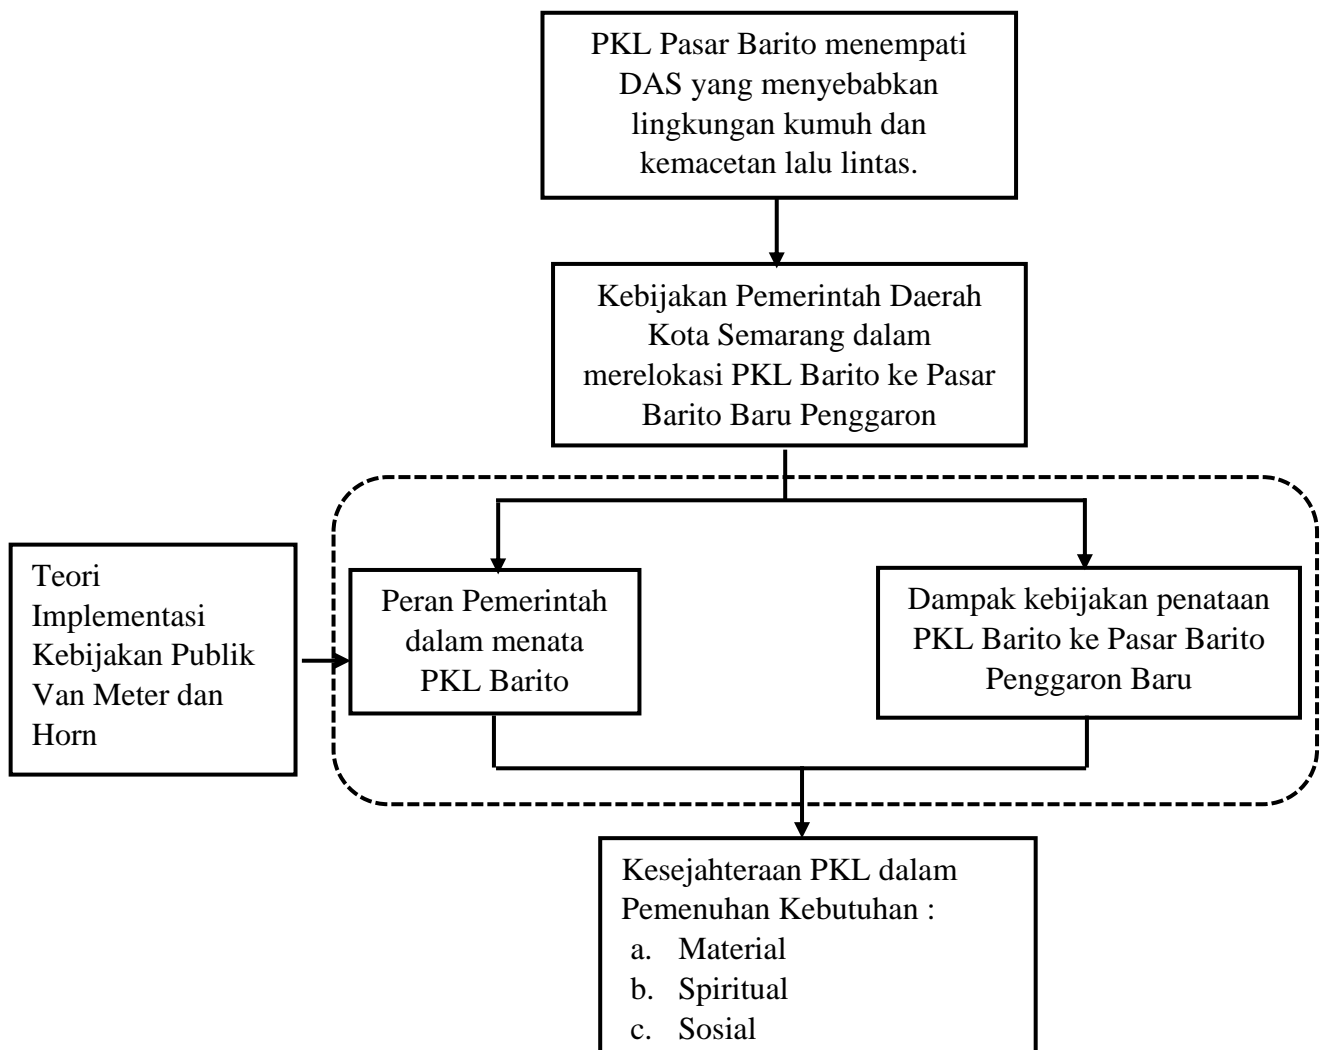 PKL Pasar Barito menempati
DAS yang menyebabkan
lingkungan kumuh dan
kemacetan lalu lintas.
Kebijakan Pemerintah Daerah
Kota Semarang dalam
merelokasi PKL Barito ke Pasar
Barito Baru Penggaron
Teori
Implementasi
Kebijakan Publik
Van Meter dan
Horn
Peran Pemerintah
dalam menata
PKL Barito
Dampak kebijakan penataan
PKL Barito ke Pasar Barito
Penggaron Baru
Kesejahteraan PKL dalam
Pemenuhan Kebutuhan :
a. Material
b. Spiritual
c. Sosial